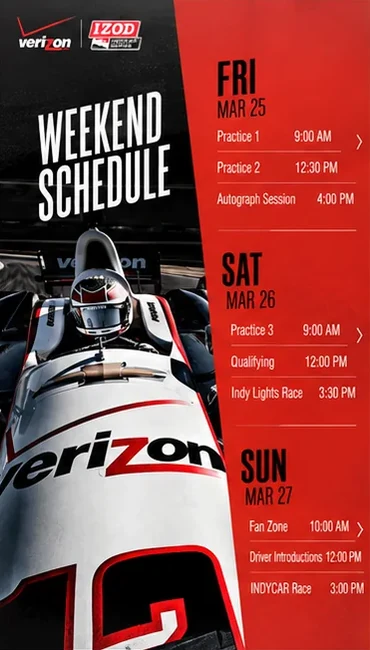 verizon
IZOD
WEEKEND
SCHEDULE
FRI
MAR 25
Practice 1 9:00 AM
Practice 2 12:30 PM
Autograph Session 4:00 PM
SAT
MAR 26
Practice 3 9:00 AM
Qualifying 12:00 PM
Indy Lights Race 3:30 PM
SUN
MAR 27
Fan Zone 10:00 AM
Driver Introductions 12:00 PM
INDYCAR Race 3:00 PM
verizon
12